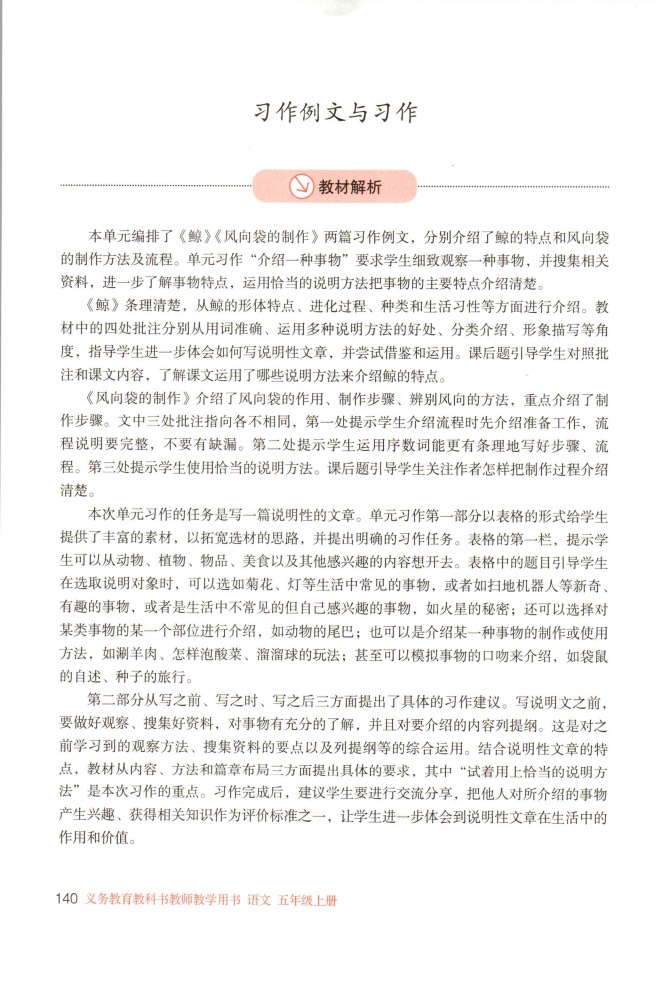 习作例文与习作
教材解析
本单元编排了《鲸》《风向袋的制作》两篇习作例文，分别介绍了鲸的特点和风向袋
的制作方法及流程。单元习作“介绍一种事物”要求学生细致观察一种事物，并搜集相关
资料，进一步了解事物特点，运用恰当的说明方法把事物的主要特点介绍清楚。
《鲸》条理清楚，从鲸的形体特点、进化过程、种类和生活习性等方面进行介绍。教
材中的四处批注分别从用词准确、运用多种说明方法的好处、分类介绍、形象描写等角
度，指导学生进一步体会如何写说明性文章，并尝试借鉴和运用。课后题引导学生对照批
注和课文内容，了解课文运用了哪些说明方法来介绍鲸的特点。
《风向袋的制作》介绍了风向袋的作用、制作步骤、辨别风向的方法，重点介绍了制
作步骤。文中三处批注指向各不相同，第一处提示学生介绍流程时先介绍准备工作，流
程说明要完整，不要有缺漏。第二处提示学生运用序数词能更有条理地写好步骤、流
程。第三处提示学生使用恰当的说明方法。课后题引导学生关注作者怎样把制作过程介绍
清楚。
本次单元习作的任务是写一篇说明性的文章。单元习作第一部分以表格的形式给学生
提供了丰富的素材，以拓宽选材的思路，并提出明确的习作任务。表格的第一栏，提示学
生可以从动物、植物、物品、美食以及其他感兴趣的内容想开去。表格中的题目引导学生
在选取说明对象时，可以选如菊花、灯等生活中常见的事物，或者如扫地机器人等新奇、
有趣的事物，或者是生活中不常见的但自己感兴趣的事物，如火星的秘密；还可以选择对
某类事物的某一个部位进行介绍，如动物的尾巴；也可以是介绍某一种事物的制作或使用
方法，如涮羊肉、怎样泡酸菜、溜溜球的玩法；甚至可以模拟事物的口吻来介绍，如袋鼠
的自述、种子的旅行。
第二部分从写之前、写之时、写之后三方面提出了具体的习作建议。写说明文之前，
要做好观察、搜集好资料，对事物有充分的了解，并且对要介绍的内容列提纲。这是对之
前学习到的观察方法、搜集资料的要点以及列提纲等的综合运用。结合说明性文章的特
点，教材从内容、方法和篇章布局三方面提出具体的要求，其中“试着用上恰当的说明方
法”是本次习作的重点。习作完成后，建议学生要进行交流分享，把他人对所介绍的事物
产生兴趣、获得相关知识作为评价标准之一，让学生进一步体会到说明性文章在生活中的
作用和价值。
140 义务教育教科书教师教学用书 语文 五年级上册